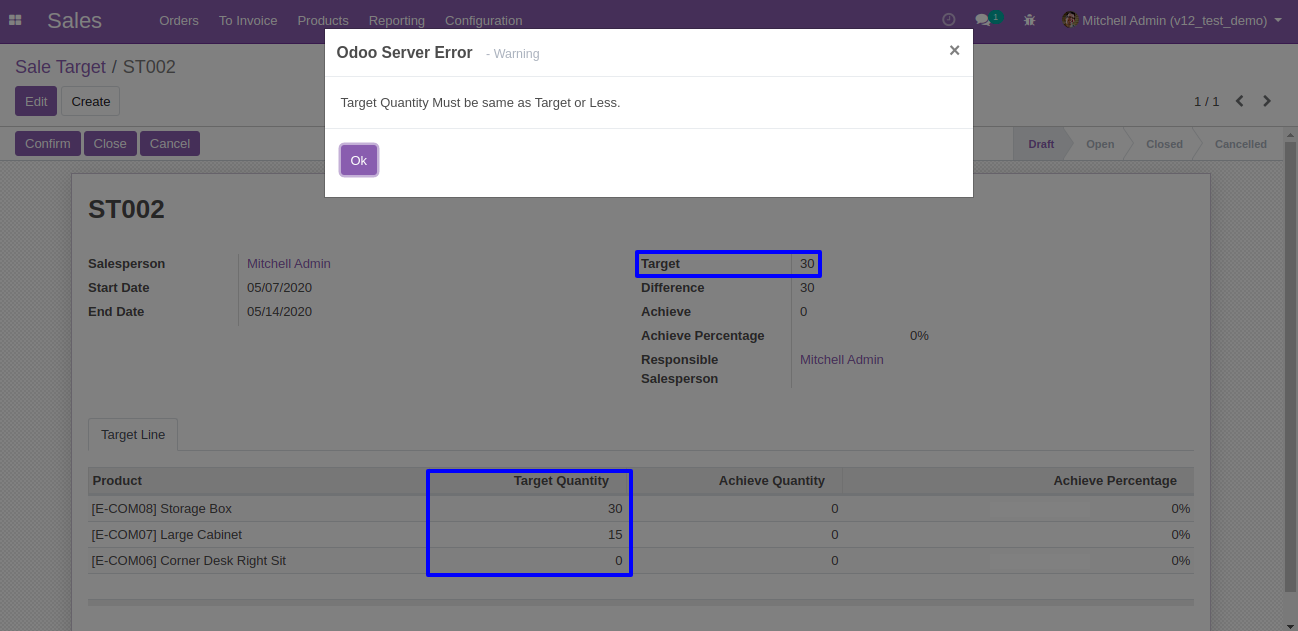 Sales Orders To Invoice Products Reporting Configuration 1 Mitchell Admin (v12_test_demo)
Odoo Server Error - Warning ×
Target Quantity Must be same as Target or Less.
Ok
Sale Target / ST002
Edit Create 1 / 1
Confirm Close Cancel Draft Open Closed Cancelled
ST002
Salesperson Mitchell Admin Target 30
Start Date 05/07/2020 Difference 30
End Date 05/14/2020 Achieve 0
Achieve Percentage 0%
Responsible Mitchell Admin
Salesperson
Target Line
Product Target Quantity Achieve Quantity Achieve Percentage
[E-COM08] Storage Box 30 0 0%
[E-COM07] Large Cabinet 15 0 0%
[E-COM06] Corner Desk Right Sit 0 0 0%